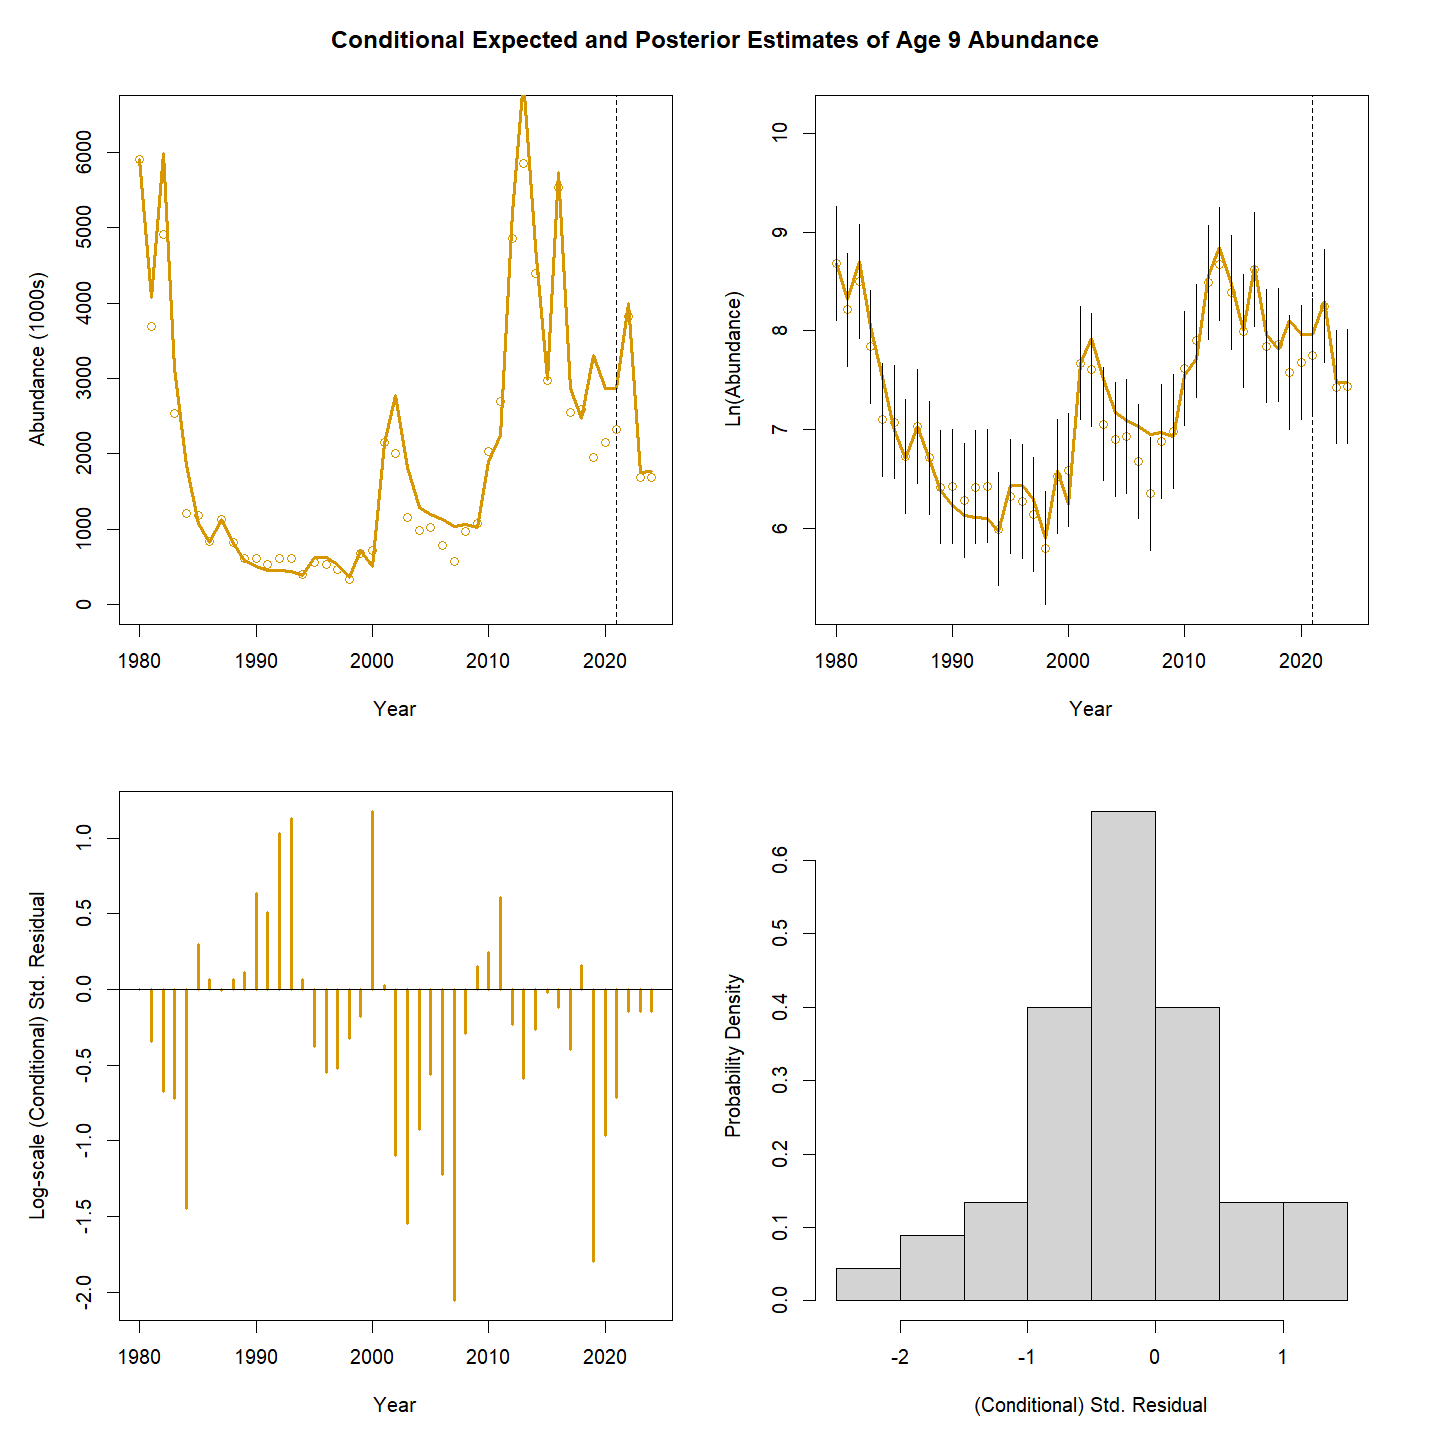 Conditional Expected and Posterior Estimates of Age 9 Abundance
Abundance (1000s)
0 1000 2000 3000 4000 5000 6000
1980 1990 2000 2010 2020
Year
Ln(Abundance)
6 7 8 9 10
1980 1990 2000 2010 2020
Year
Log-scale (Conditional) Std. Residual
-2.0 -1.5 -1.0 -0.5 0.0 0.5 1.0
1980 1990 2000 2010 2020
Year
Probability Density
0.0 0.1 0.2 0.3 0.4 0.5 0.6
-2 -1 0 1
(Conditional) Std. Residual